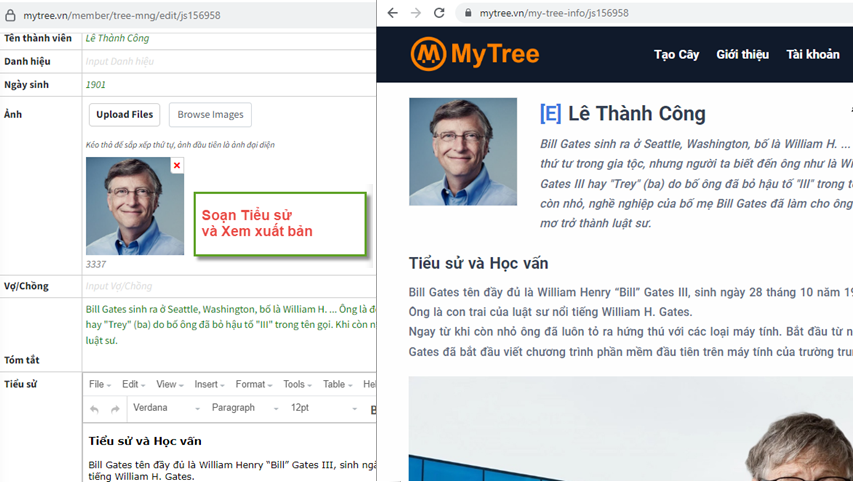 mytree.vn/member/tree-mng/edit/js156958
Tên thành viên
Lê Thành Công
Danh hiệu
Input Danh hiệu
Ngày sinh
1901
Ảnh
Upload Files
Browse Images
Kéo thả để sắp xếp thứ tự, ảnh đầu tiên là ảnh đại diện
3337
Soạn Tiểu sử
và Xem xuất bản
Vợ/Chồng
Input Vợ/Chồng
Tóm tắt
Bill Gates sinh ra ở Seattle, Washington, bố là William H. ... Ông là
hay "Trey" (ba) do bố ông đã bỏ hậu tố "III" trong tên gọi. Khi còn
luật sư.
Tiểu sử
File Edit View Insert Format Tools Table
Verdana Paragraph 12pt B
Tiểu sử và Học vấn
Bill Gates tên đầy đủ là William Henry “Bill” Gates III, sinh
tiếng William H. Gates.
mytree.vn/my-tree-info/js156958
MyTree
Tạo Cây Giới thiệu Tài khoản
[E] Lê Thành Công
Bill Gates sinh ra ở Seattle, Washington, bố là William H. ...
thứ tư trong gia tộc, nhưng người ta biết đến ông như là
Gates III hay "Trey" (ba) do bố ông đã bỏ hậu tố "III" trong
còn nhỏ, nghề nghiệp của bố mẹ Bill Gates đã làm cho ông
mơ trở thành luật sư.
Tiểu sử và Học vấn
Bill Gates tên đầy đủ là William Henry “Bill” Gates III, sinh ngày 28 tháng 10 năm
Ông là con trai của luật sư nổi tiếng William H. Gates.
Ngay từ khi còn nhỏ ông đã luôn tỏ ra hứng thú với các loại máy tính. Bắt đầu từ
Gates đã bắt đầu viết chương trình phần mềm đầu tiên trên máy tính của trường